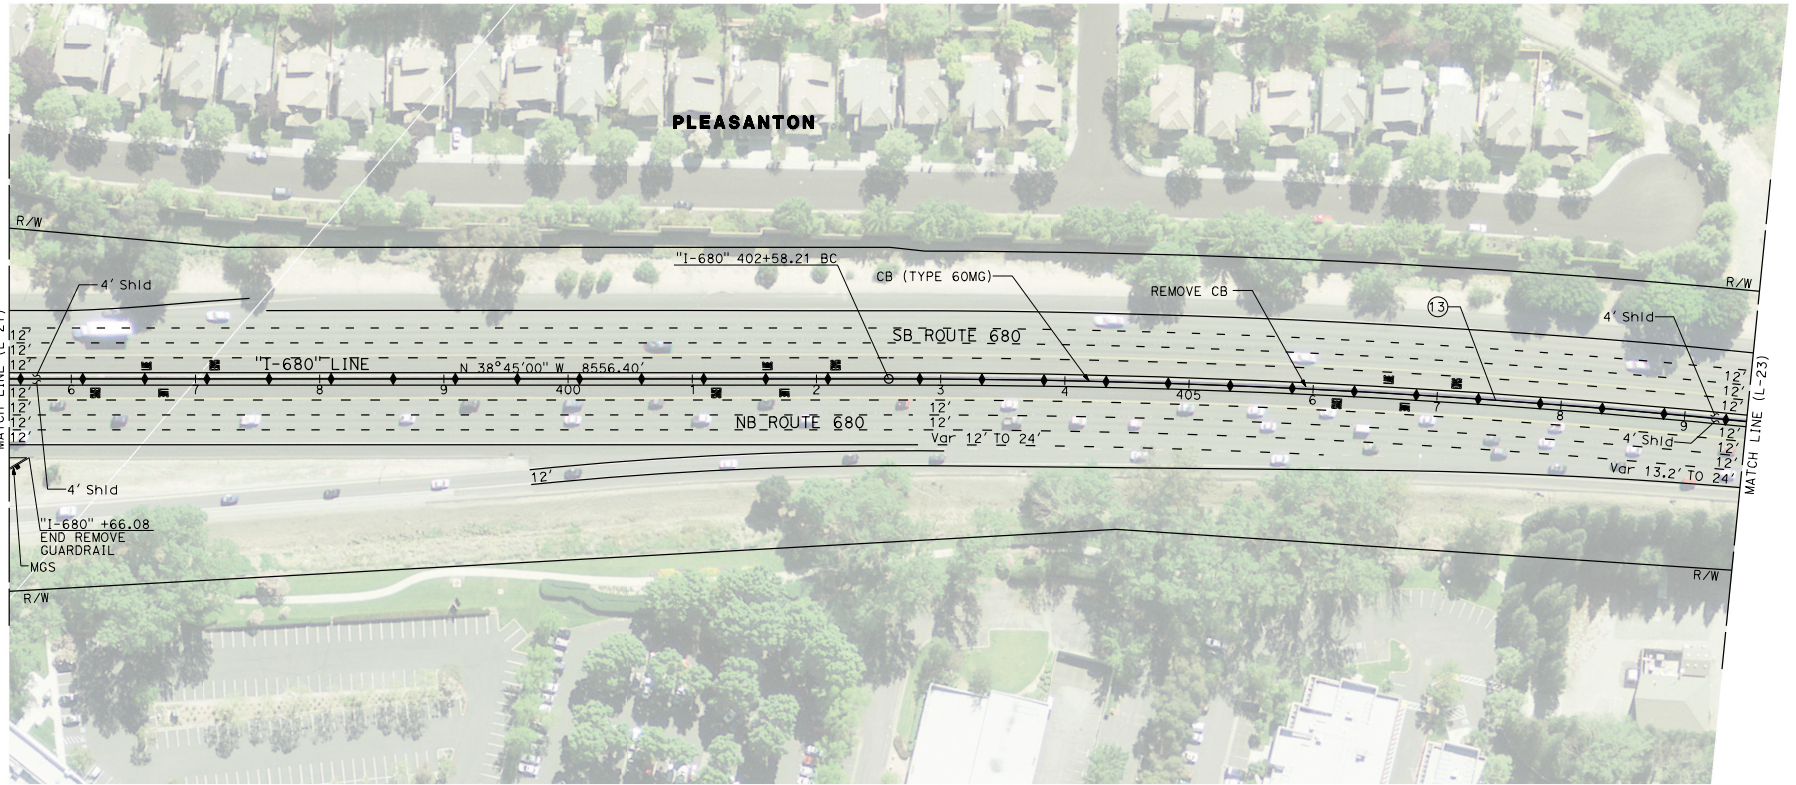 PLEASANTON
R/W
"I-680" 402+58.21 BC
CB (TYPE 60MG)
REMOVE CB
13
R/W
4' Shld
4' Shld
SB ROUTE 680
12'
12'
12'
"I-680" LINE
N 38°45'00" W 8556.40'
6
7
8
9
400
1
2
3
4
405
6
7
8
9
12'
12'
12'
12'
NB ROUTE 680
12'
12'
Var 12' TO 24'
12'
12'
12'
4' Shld
12'
12'
12'
Var 13.2' TO 24'
MATCH LINE (L-23)
12'
4' Shld
"I-680" +66.08
END REMOVE
GUARDRAIL
MGS
R/W
R/W